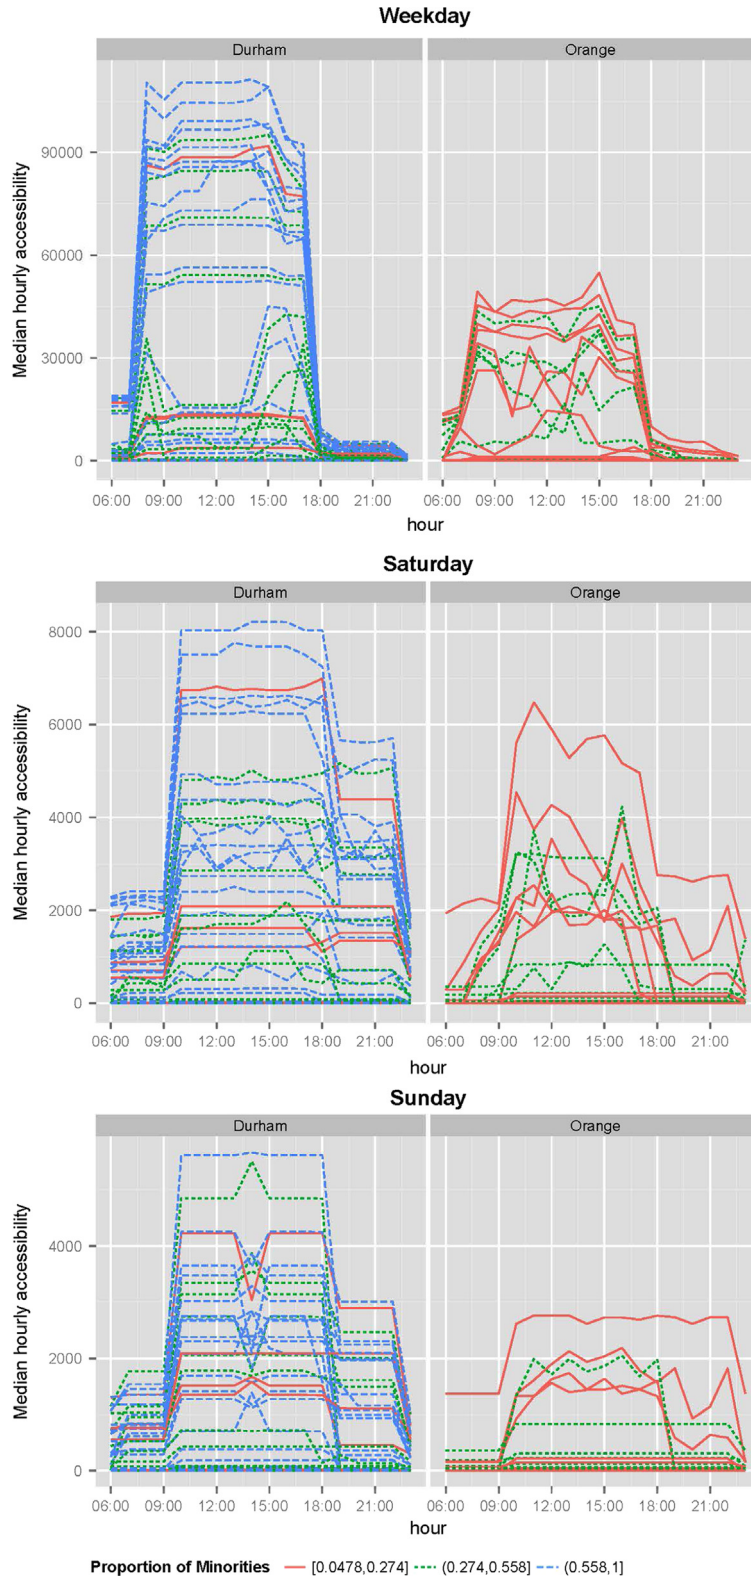 Weekday
Durham Orange
Median hourly accessibility
90000
60000
30000
0
06:00 09:00 12:00 15:00 18:00 21:00 06:00 09:00 12:00 15:00 18:00 21:00
hour
Saturday
Durham Orange
Median hourly accessibility
8000
6000
4000
2000
0
06:00 09:00 12:00 15:00 18:00 21:00 06:00 09:00 12:00 15:00 18:00 21:00
hour
Sunday
Durham Orange
Median hourly accessibility
4000
2000
0
06:00 09:00 12:00 15:00 18:00 21:00 06:00 09:00 12:00 15:00 18:00 21:00
hour
Proportion of Minorities [0.0478,0.274] (0.274,0.558] (0.558,1]